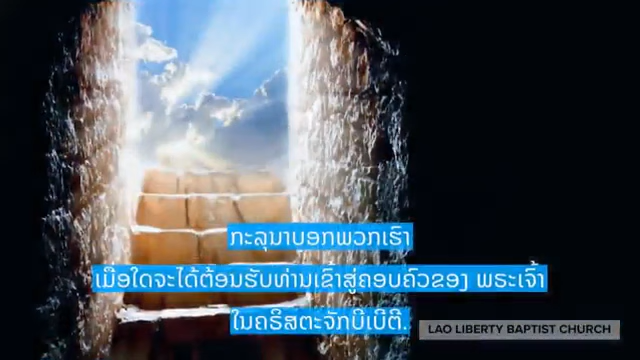 ກະລຸນາບອກພວກເຮົາ
ເມື່ອໃດຈະໄດ້ຕ້ອນຮັບທ່ານເຂົ້າສູ່ຄອບຄົວຂອງ ພຣະເຈົ້າ
ໃນຄຣິສຕະຈັກບີເບີຕີ.
LAO LIBERTY BAPTIST CHURCH